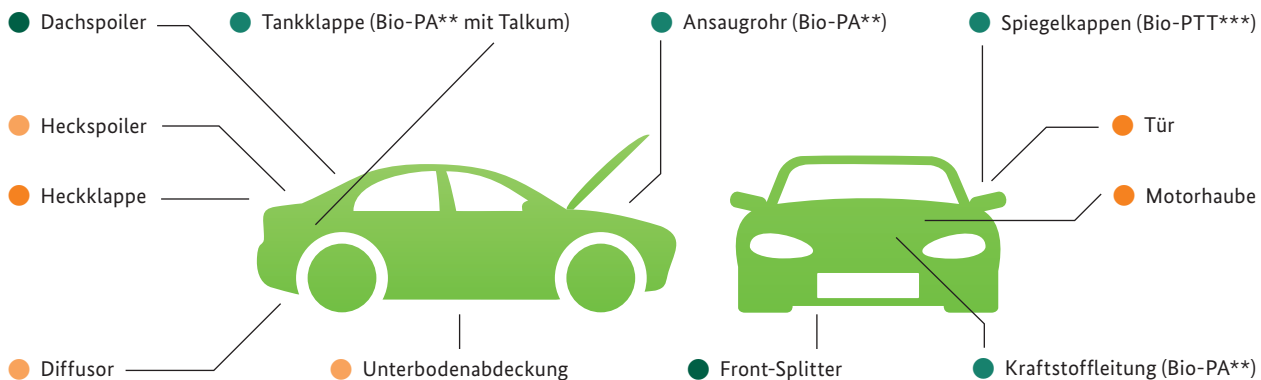 Dachspoiler
Tankklappe (Bio-PA** mit Talkum)
Ansaugrohr (Bio-PA**)
Spiegelkappen (Bio-PTT***)
Heckspoiler
Tür
Heckklappe
Motorhaube
Diffusor
Unterbodenabdeckung
Front-Splitter
Kraftstoffleitung (Bio-PA**)